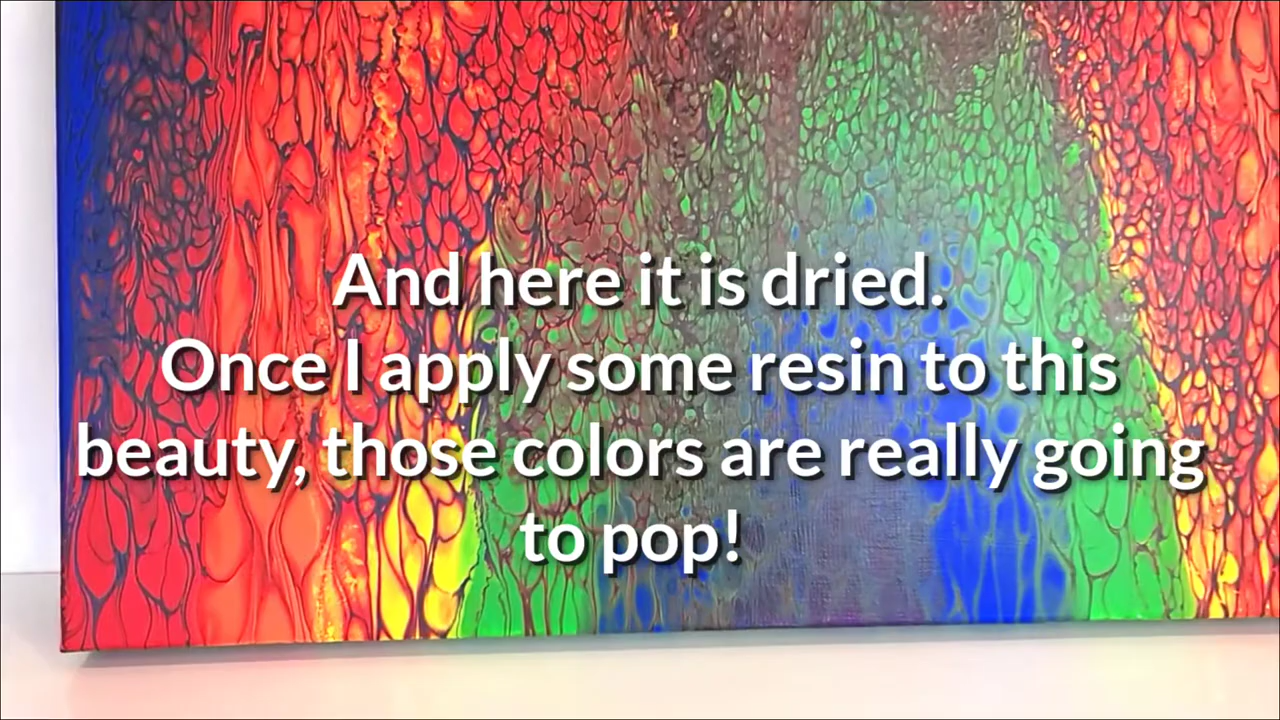 And here it is dried.
Once I apply some resin to this
beauty, those colors are really going
to pop!